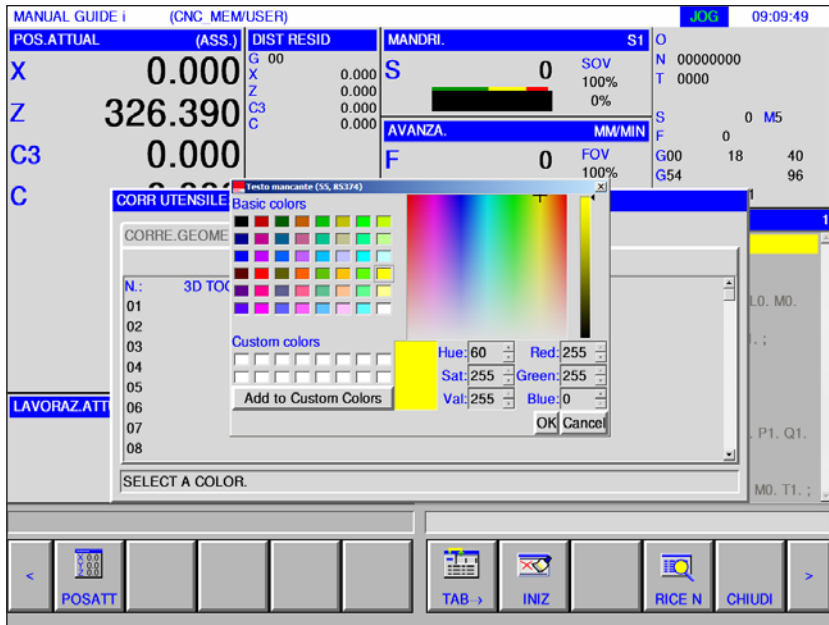 MANUAL GUIDE i (CNC_MEM/USER) JOG 09:09:49
POS.ATTUAL (ASS.)
X 0.000
Z 326.390
C3 0.000
C
DIST RESID
G 00
X 0.000
Z 0.000
C3 0.000
C 0.000
MANDRI. S1
S 0 SOV
100%
0%
AVANZA. MM/MIN
F 0 FOV
100%
O
N 00000000
T 0000
S 0 M5
F 0
G00 18 40
G54 96
1
1
L0. M0.
. ;
. P1. Q1.
M0. T1. ;
LAVORAZ.ATT
CORR UTENSILE
CORRE.GEOME
N.: 3D TOO
01
02
03
04
05
06
07
08
SELECT A COLOR.
Testo mancante (55, 85374)
Basic colors
Custom colors
Add to Custom Colors
Hue: 60 Red: 255
Sat: 255 Green: 255
Val: 255 Blue: 0
OK Cancel
< POSATT TAB→ INIZ RICE N CHIUDI >